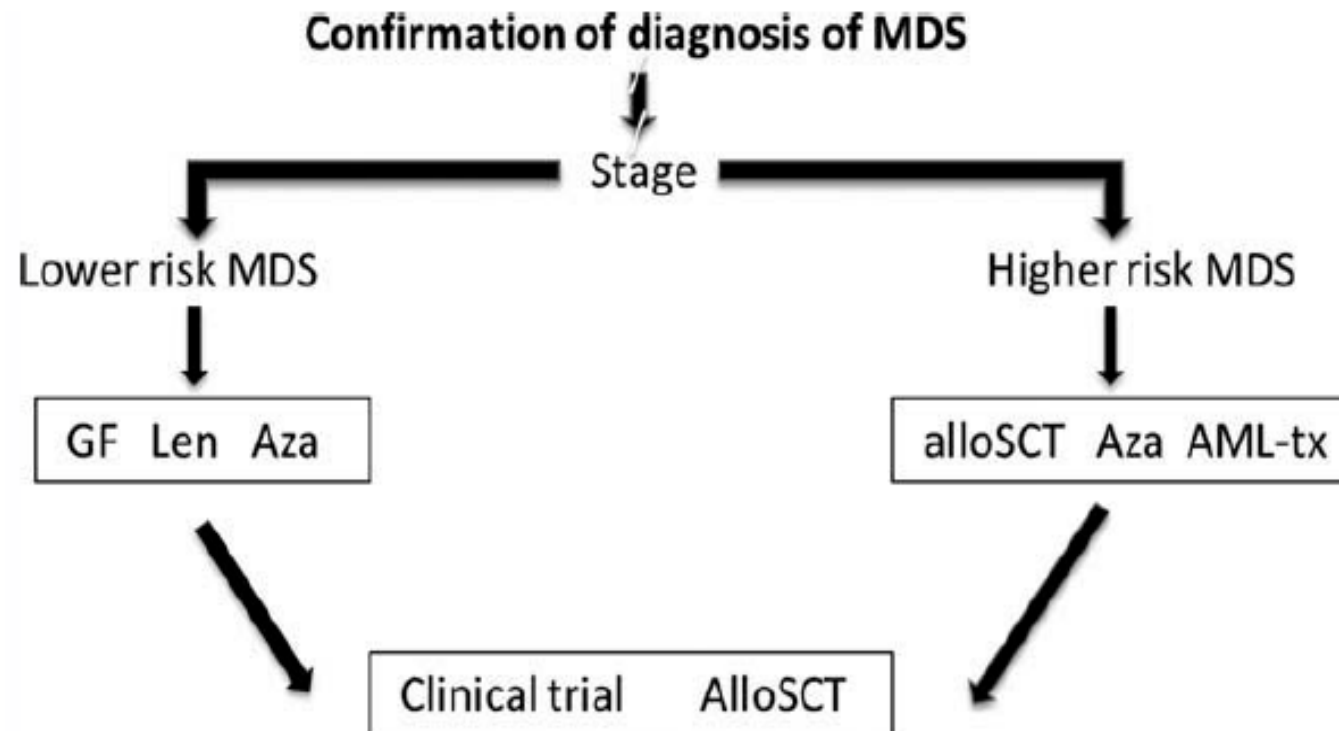 Confirmation of diagnosis of MDS
Stage
Lower risk MDS
Higher risk MDS
GF Len Aza
alloSCT Aza AML-tx
Clinical trial AlloSCT